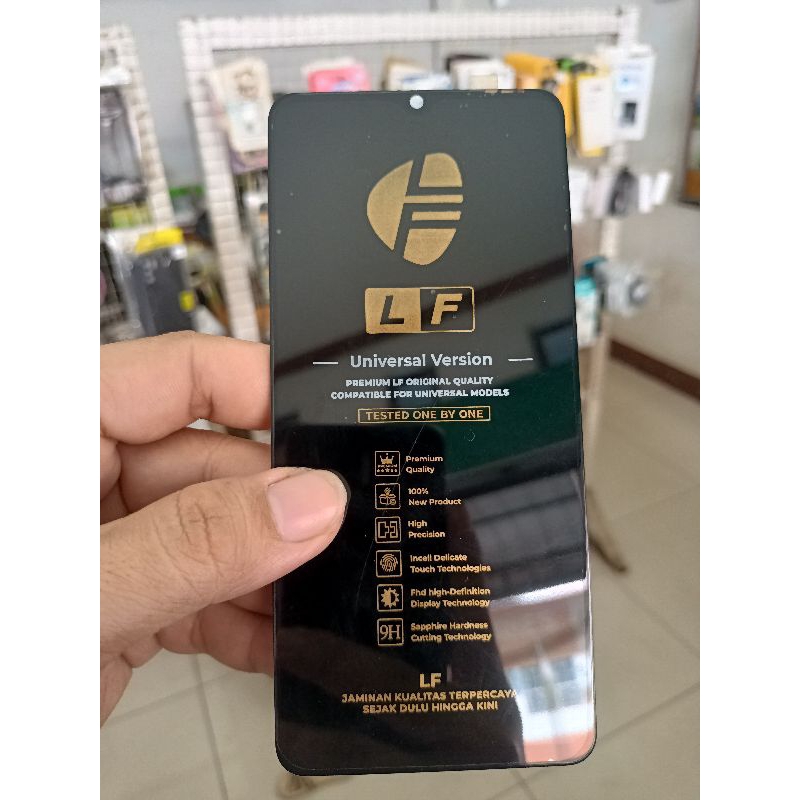 LF
Universal Version
PREMIUM LF ORIGINAL QUALITY
COMPATIBLE FOR UNIVERSAL MODELS
TESTED ONE BY ONE
Premium
Quality
100%
New Product
High
Precision
Incell Delicate
Touch Technologies
Fhd high-Definition
Display Technology
9H
Sapphire Hardness
Cutting Technology
LF
JAMINAN KUALITAS TERPERCAYA
SEJAK DULU HINGGA KINI